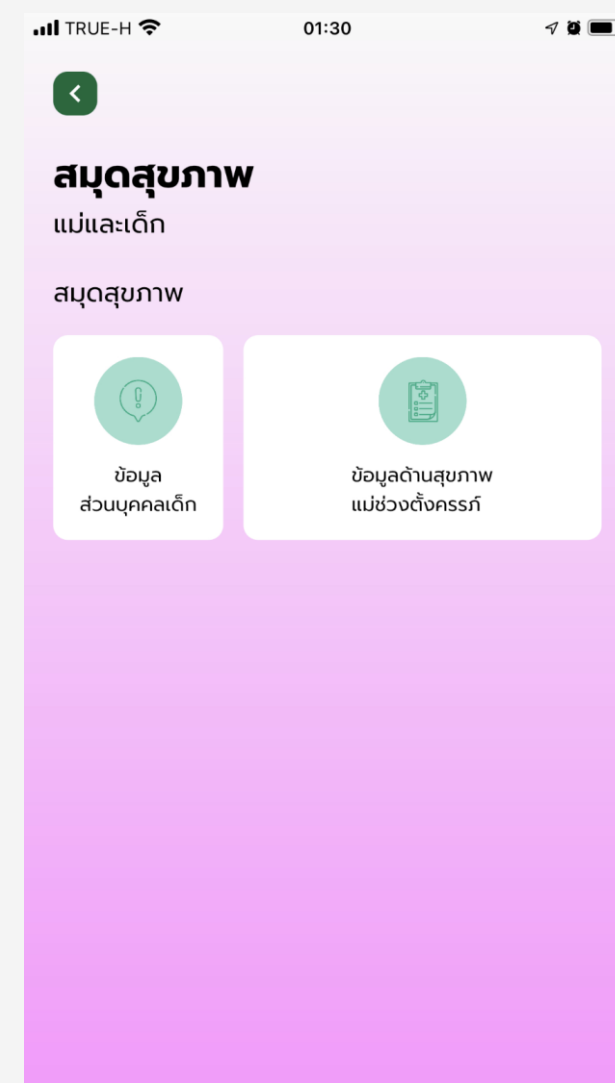 TRUE-H
01:30
สมุดสุขภาพ
แม่และเด็ก
สมุดสุขภาพ
ข้อมูล
ส่วนบุคคลเด็ก
ข้อมูลด้านสุขภาพ
แม่ช่วงตั้งครรภ์